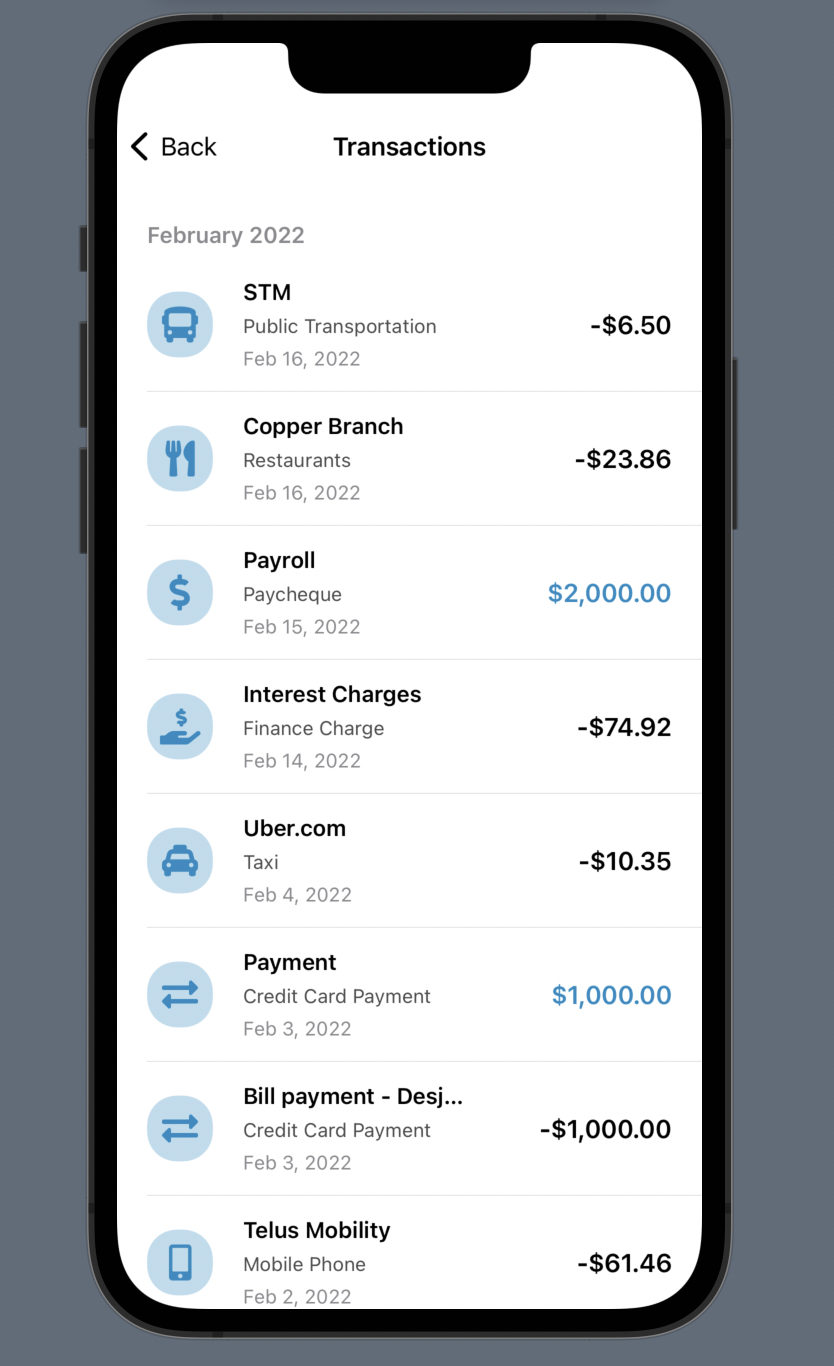 Back
Transactions
February 2022
STM
Public Transportation
Feb 16, 2022
-$6.50
Copper Branch
Restaurants
Feb 16, 2022
-$23.86
Payroll
Paycheque
Feb 15, 2022
$2,000.00
Interest Charges
Finance Charge
Feb 14, 2022
-$74.92
Uber.com
Taxi
Feb 4, 2022
-$10.35
Payment
Credit Card Payment
Feb 3, 2022
$1,000.00
Bill payment - Desj...
Credit Card Payment
Feb 3, 2022
-$1,000.00
Telus Mobility
Mobile Phone
Feb 2, 2022
-$61.46